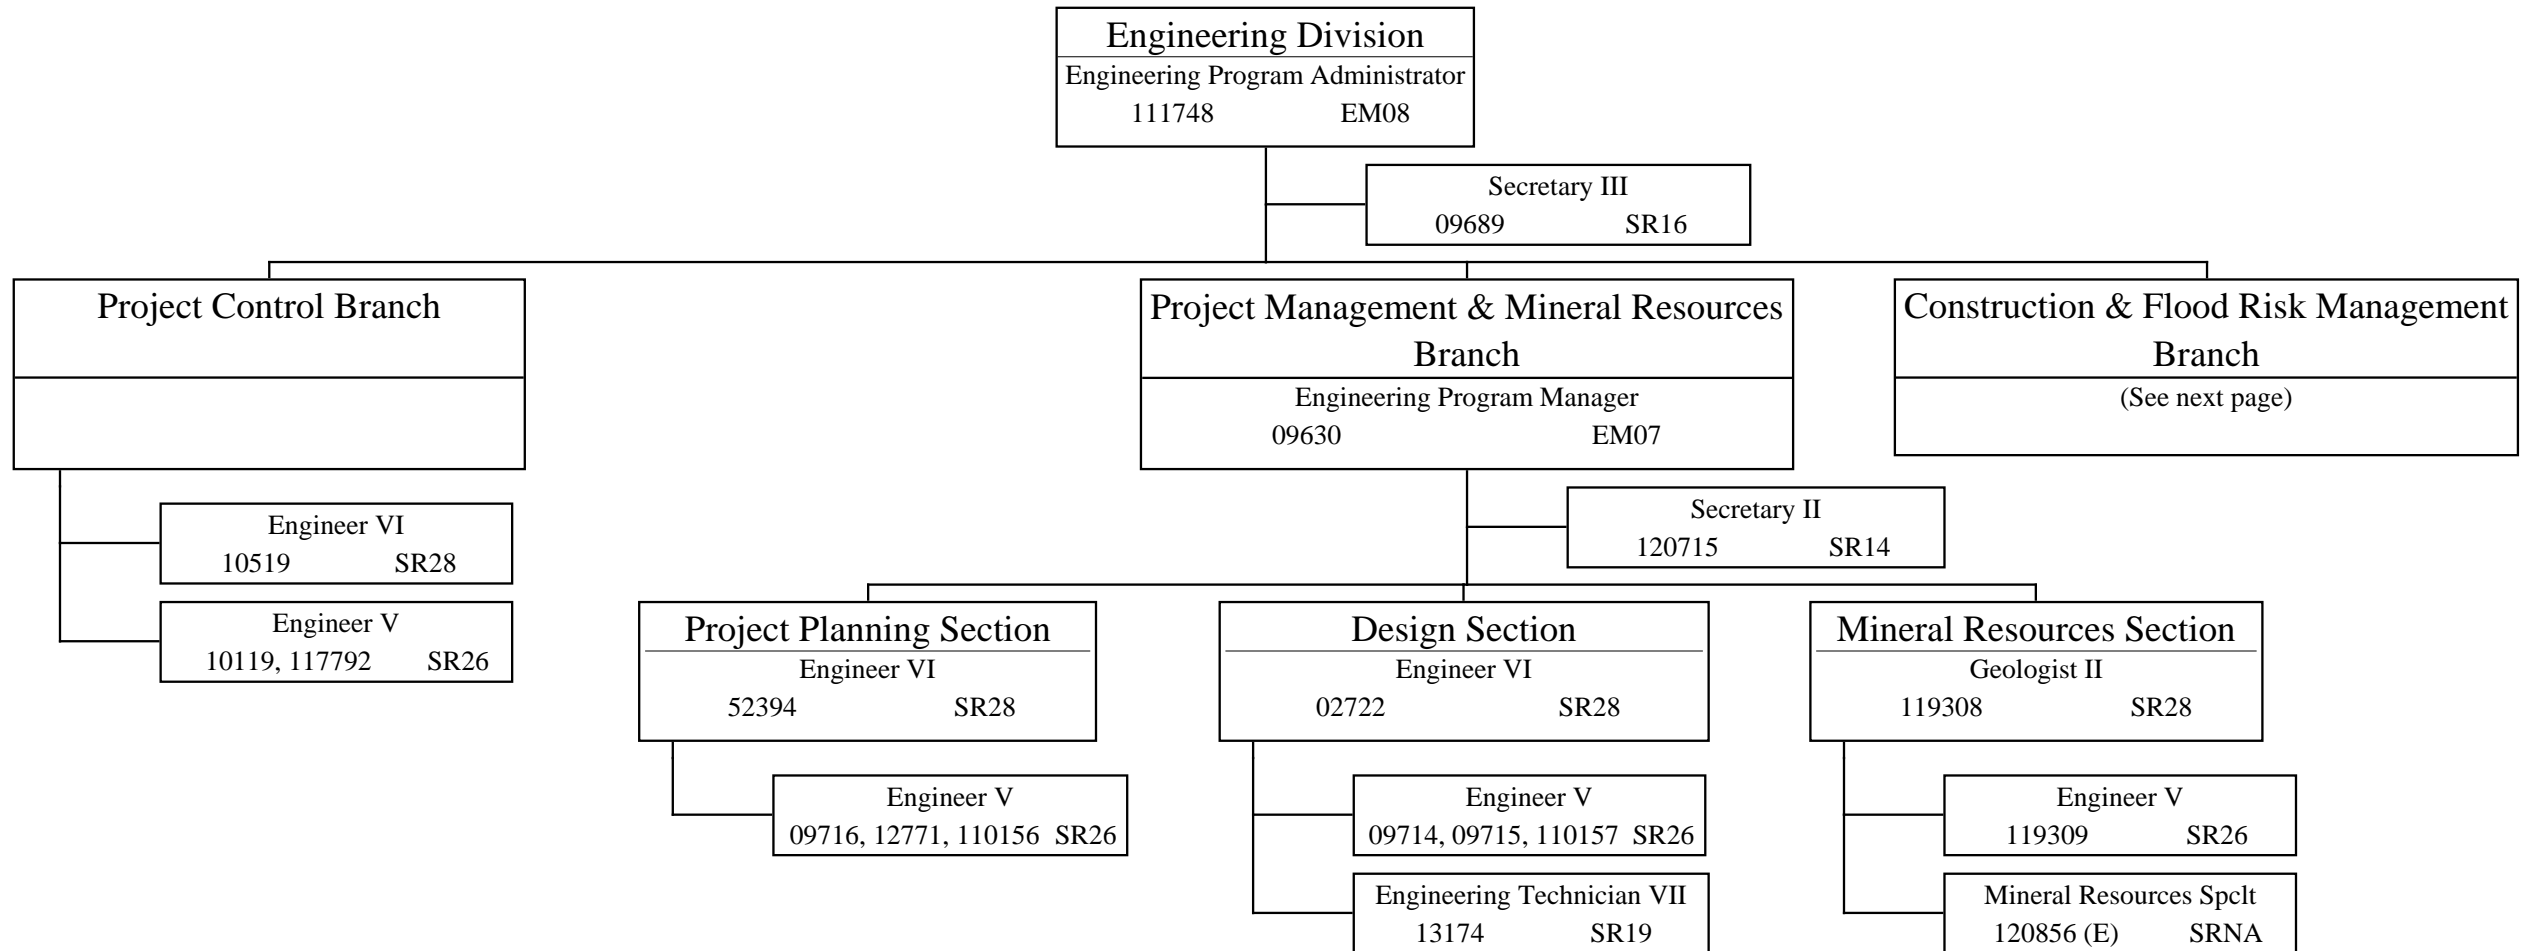 Engineering Division
Engineering Program Administrator
111748 EM08
Secretary III
09689 SR16
Project Control Branch
Project Management & Mineral Resources
Branch
Engineering Program Manager
09630 EM07
Construction & Flood Risk Management
Branch
(See next page)
Engineer VI
10519 SR28
Engineer V
10119, 117792 SR26
Secretary II
120715 SR14
Project Planning Section
Engineer VI
52394 SR28
Engineer V
09716, 12771, 110156 SR26
Design Section
Engineer VI
02722 SR28
Engineer V
09714, 09715, 110157 SR26
Engineering Technician VII
13174 SR19
Mineral Resources Section
Geologist II
119308 SR28
Engineer V
119309 SR26
Mineral Resources Spclt
120856 (E) SRNA